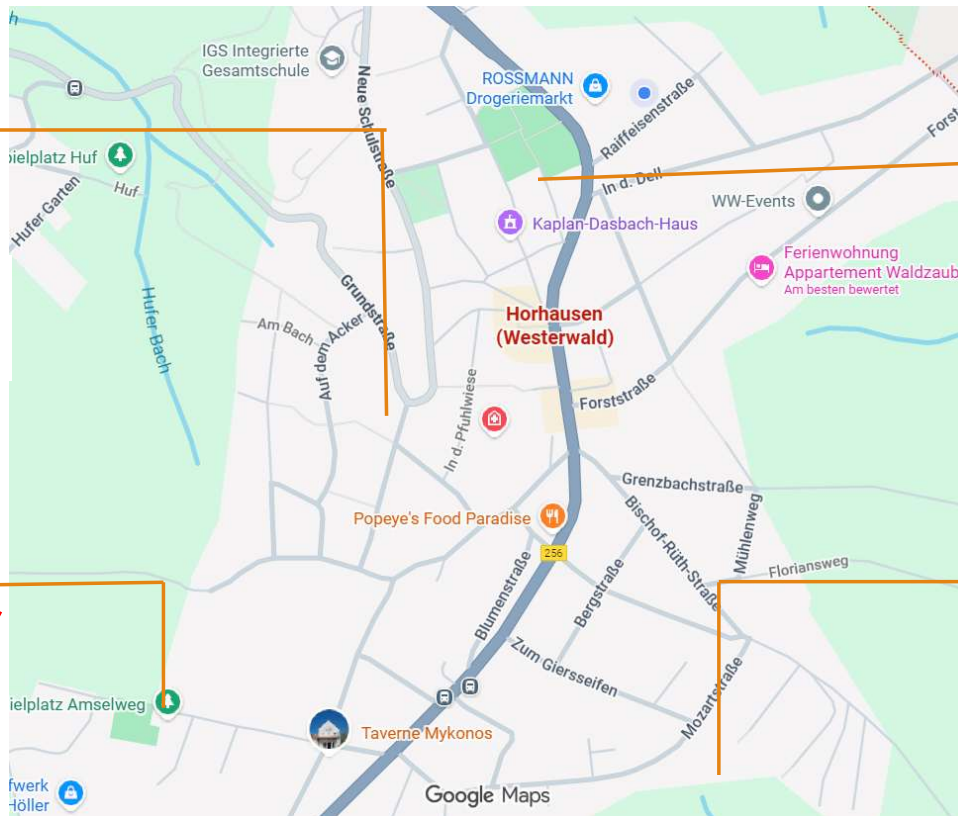 IGS Integrierte
Gesamtschule
Neue Schulstraße
ROSSMANN
Drogeriemarkt
Raiffeisenstraße
Forst
ielplatz Huf
Huf
Hufer Garten
In d. Dell
WW-Events
Kaplan-Dasbach-Haus
Ferienwohnung
Appartement Waldzaub
Am besten bewertet
Hufer Bach
Grundstraße
Am Bach
Auf dem Acker
Horhausen
(Westerwald)
Forststraße
In d. Pfuhlwiese
Grenzbachstraße
Popeye's Food Paradise
256
Bischof-Rüth-Straße
Mühlenweg
Floriansweg
Blumenstraße
Bergstraße
Zum Giersseifen
Mozartstraße
ielplatz Amselweg
Taverne Mykonos
fwerk
Höller
Google Maps